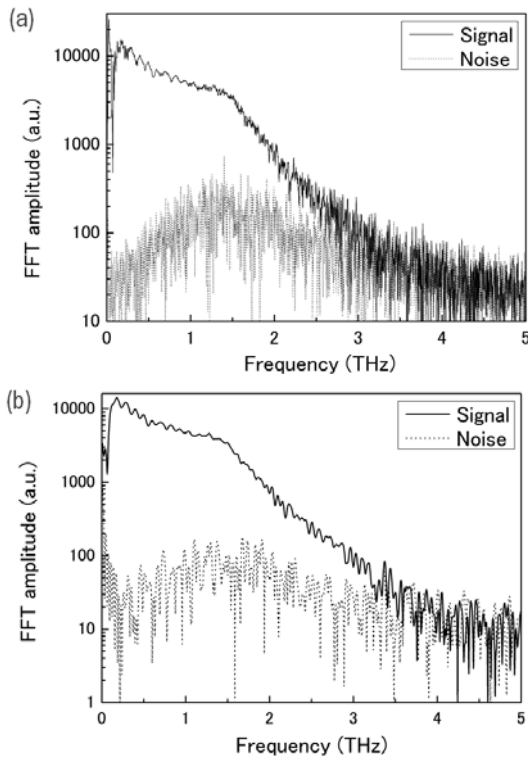 (a)
Signal
Noise
10000
1000
100
10
FFT amplitude (a.u.)
0 1 2 3 4 5
Frequency (THz)
(b)
Signal
Noise
10000
1000
100
10
1
FFT amplitude (a.u.)
0 1 2 3 4 5
Frequency (THz)